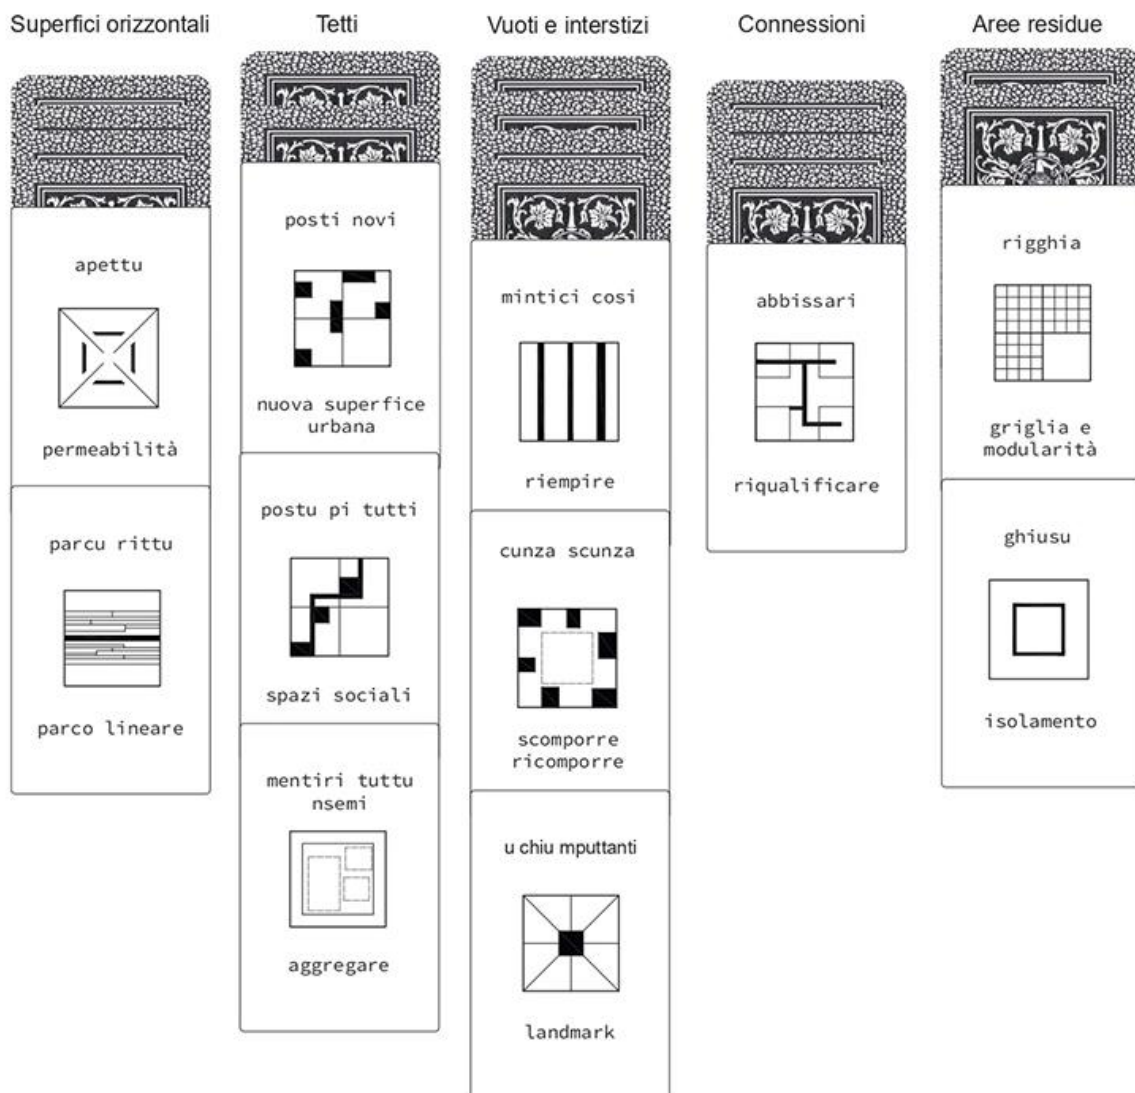 Superfici orizzontali
Tetti
Vuoti e interstizi
Connessioni
Aree residue
apettu
permeabilità
parcu rittu
parco lineare
posti novi
nuova superfice
urbana
postu pi tutti
spazi sociali
mentiri tuttu
nsemi
aggregare
mintici cosi
riempire
cunza scunza
scomporre
ricomporre
u chiu mputtanti
landmark
abbissari
riqualificare
rigghia
griglia e
modularità
ghiusu
isolamento